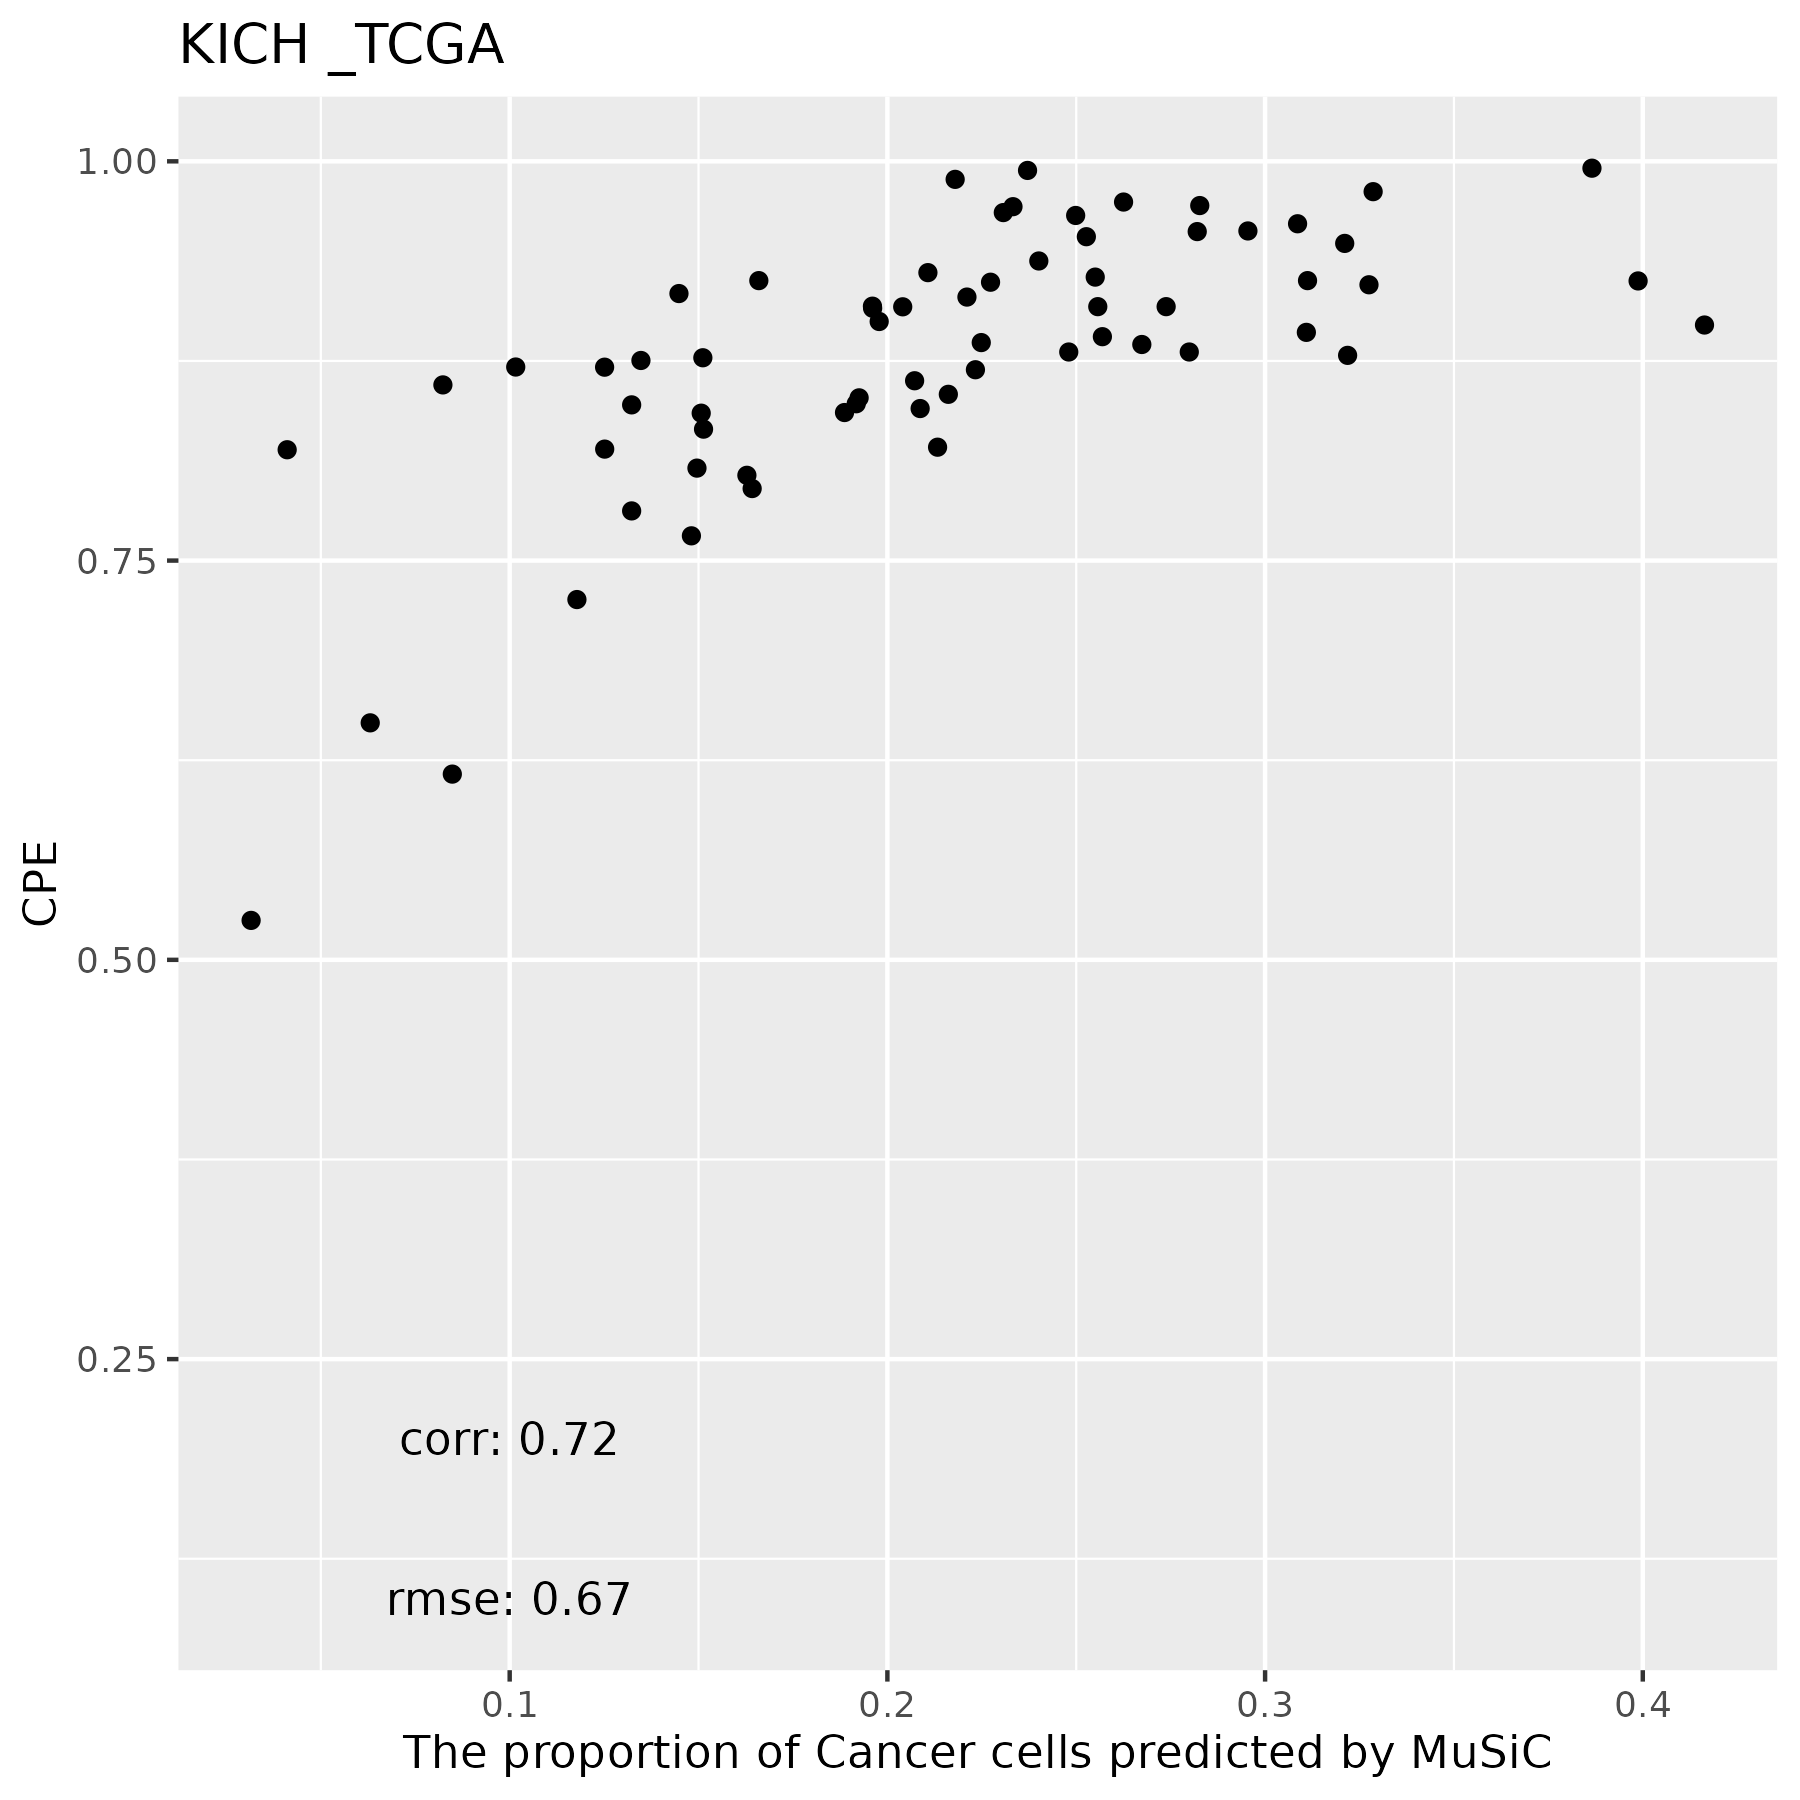 KICH _TCGA
1.00
0.75
0.50
0.25
CPE
corr: 0.72
rmse: 0.67
0.1 0.2 0.3 0.4
The proportion of Cancer cells predicted by MuSiC